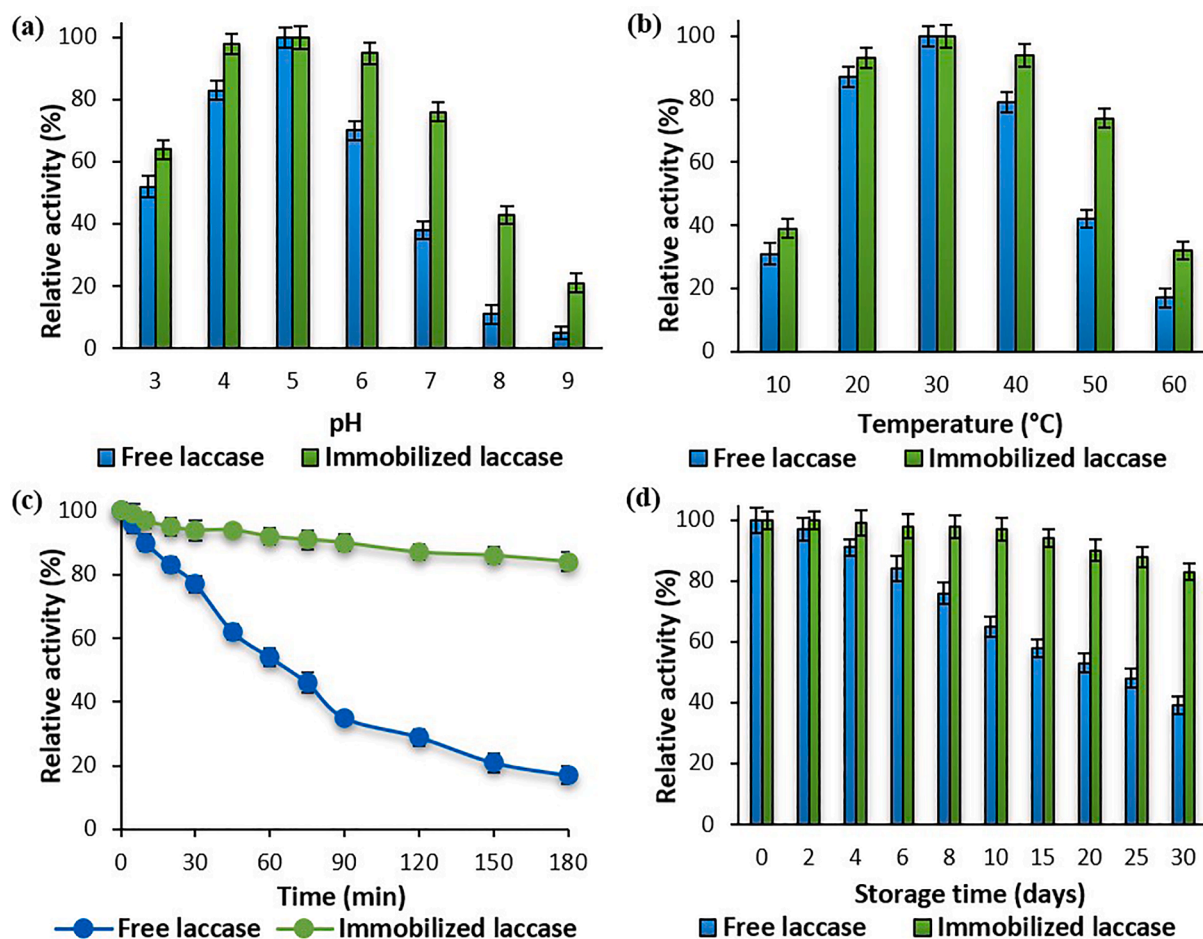 (a)
Relative activity (%)
100
80
60
40
20
0
3 4 5 6 7 8 9
pH
Free laccase Immobilized laccase
(b)
Relative activity (%)
100
80
60
40
20
0
10 20 30 40 50 60
Temperature (°C)
Free laccase Immobilized laccase
(c)
Relative activity (%)
100
80
60
40
20
0
0 30 60 90 120 150 180
Time (min)
Free laccase Immobilized laccase
(d)
Relative activity (%)
100
80
60
40
20
0
0 2 4 6 8 10 15 20 25 30
Storage time (days)
Free laccase Immobilized laccase